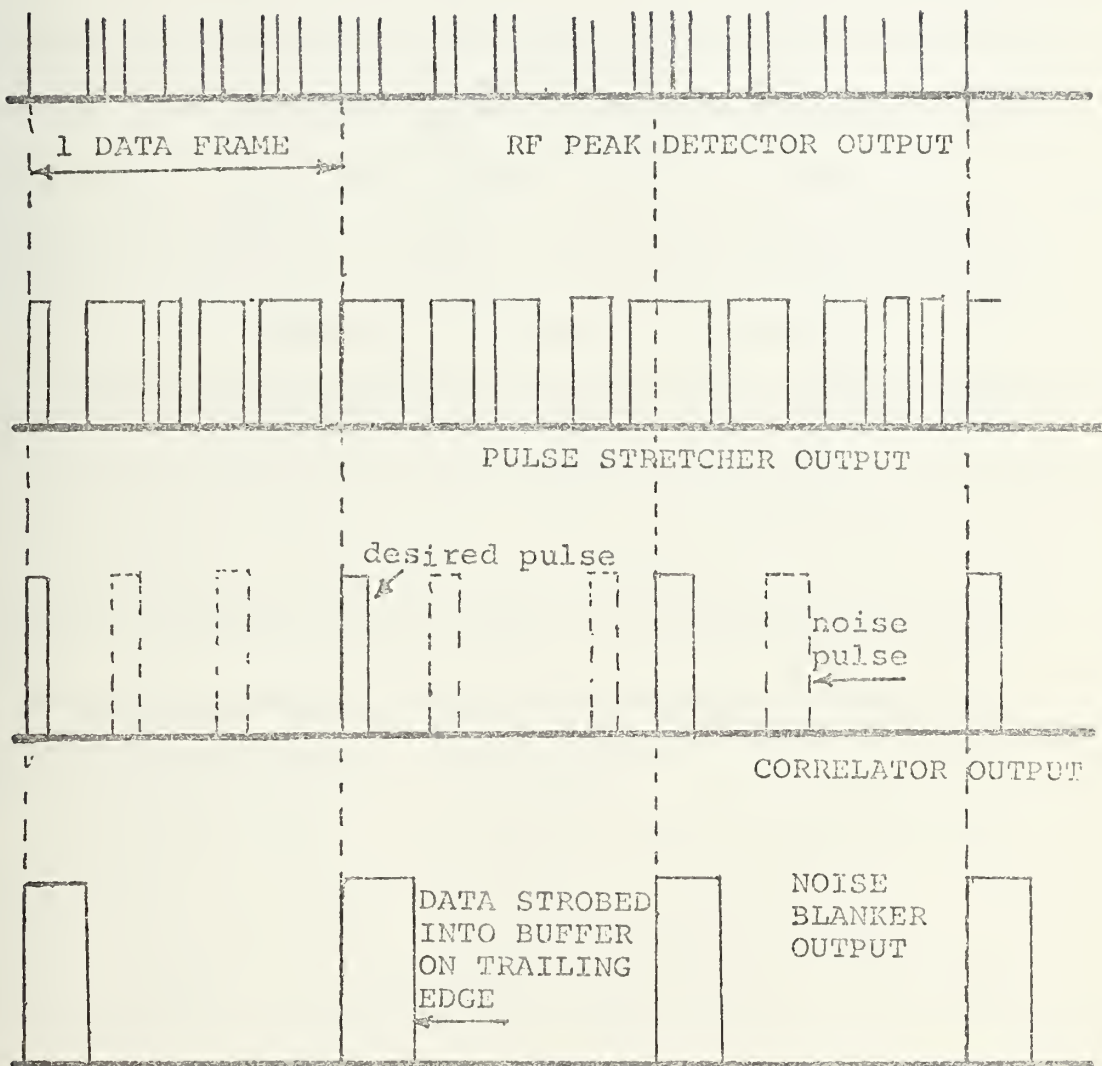 1 DATA FRAME
RF PEAK DETECTOR OUTPUT
PULSE STRETCHER OUTPUT
desired pulse
noise
pulse
CORRELATOR OUTPUT
DATA STROBED
INTO BUFFER
ON TRAILING
EDGE
NOISE
BLANKER
OUTPUT